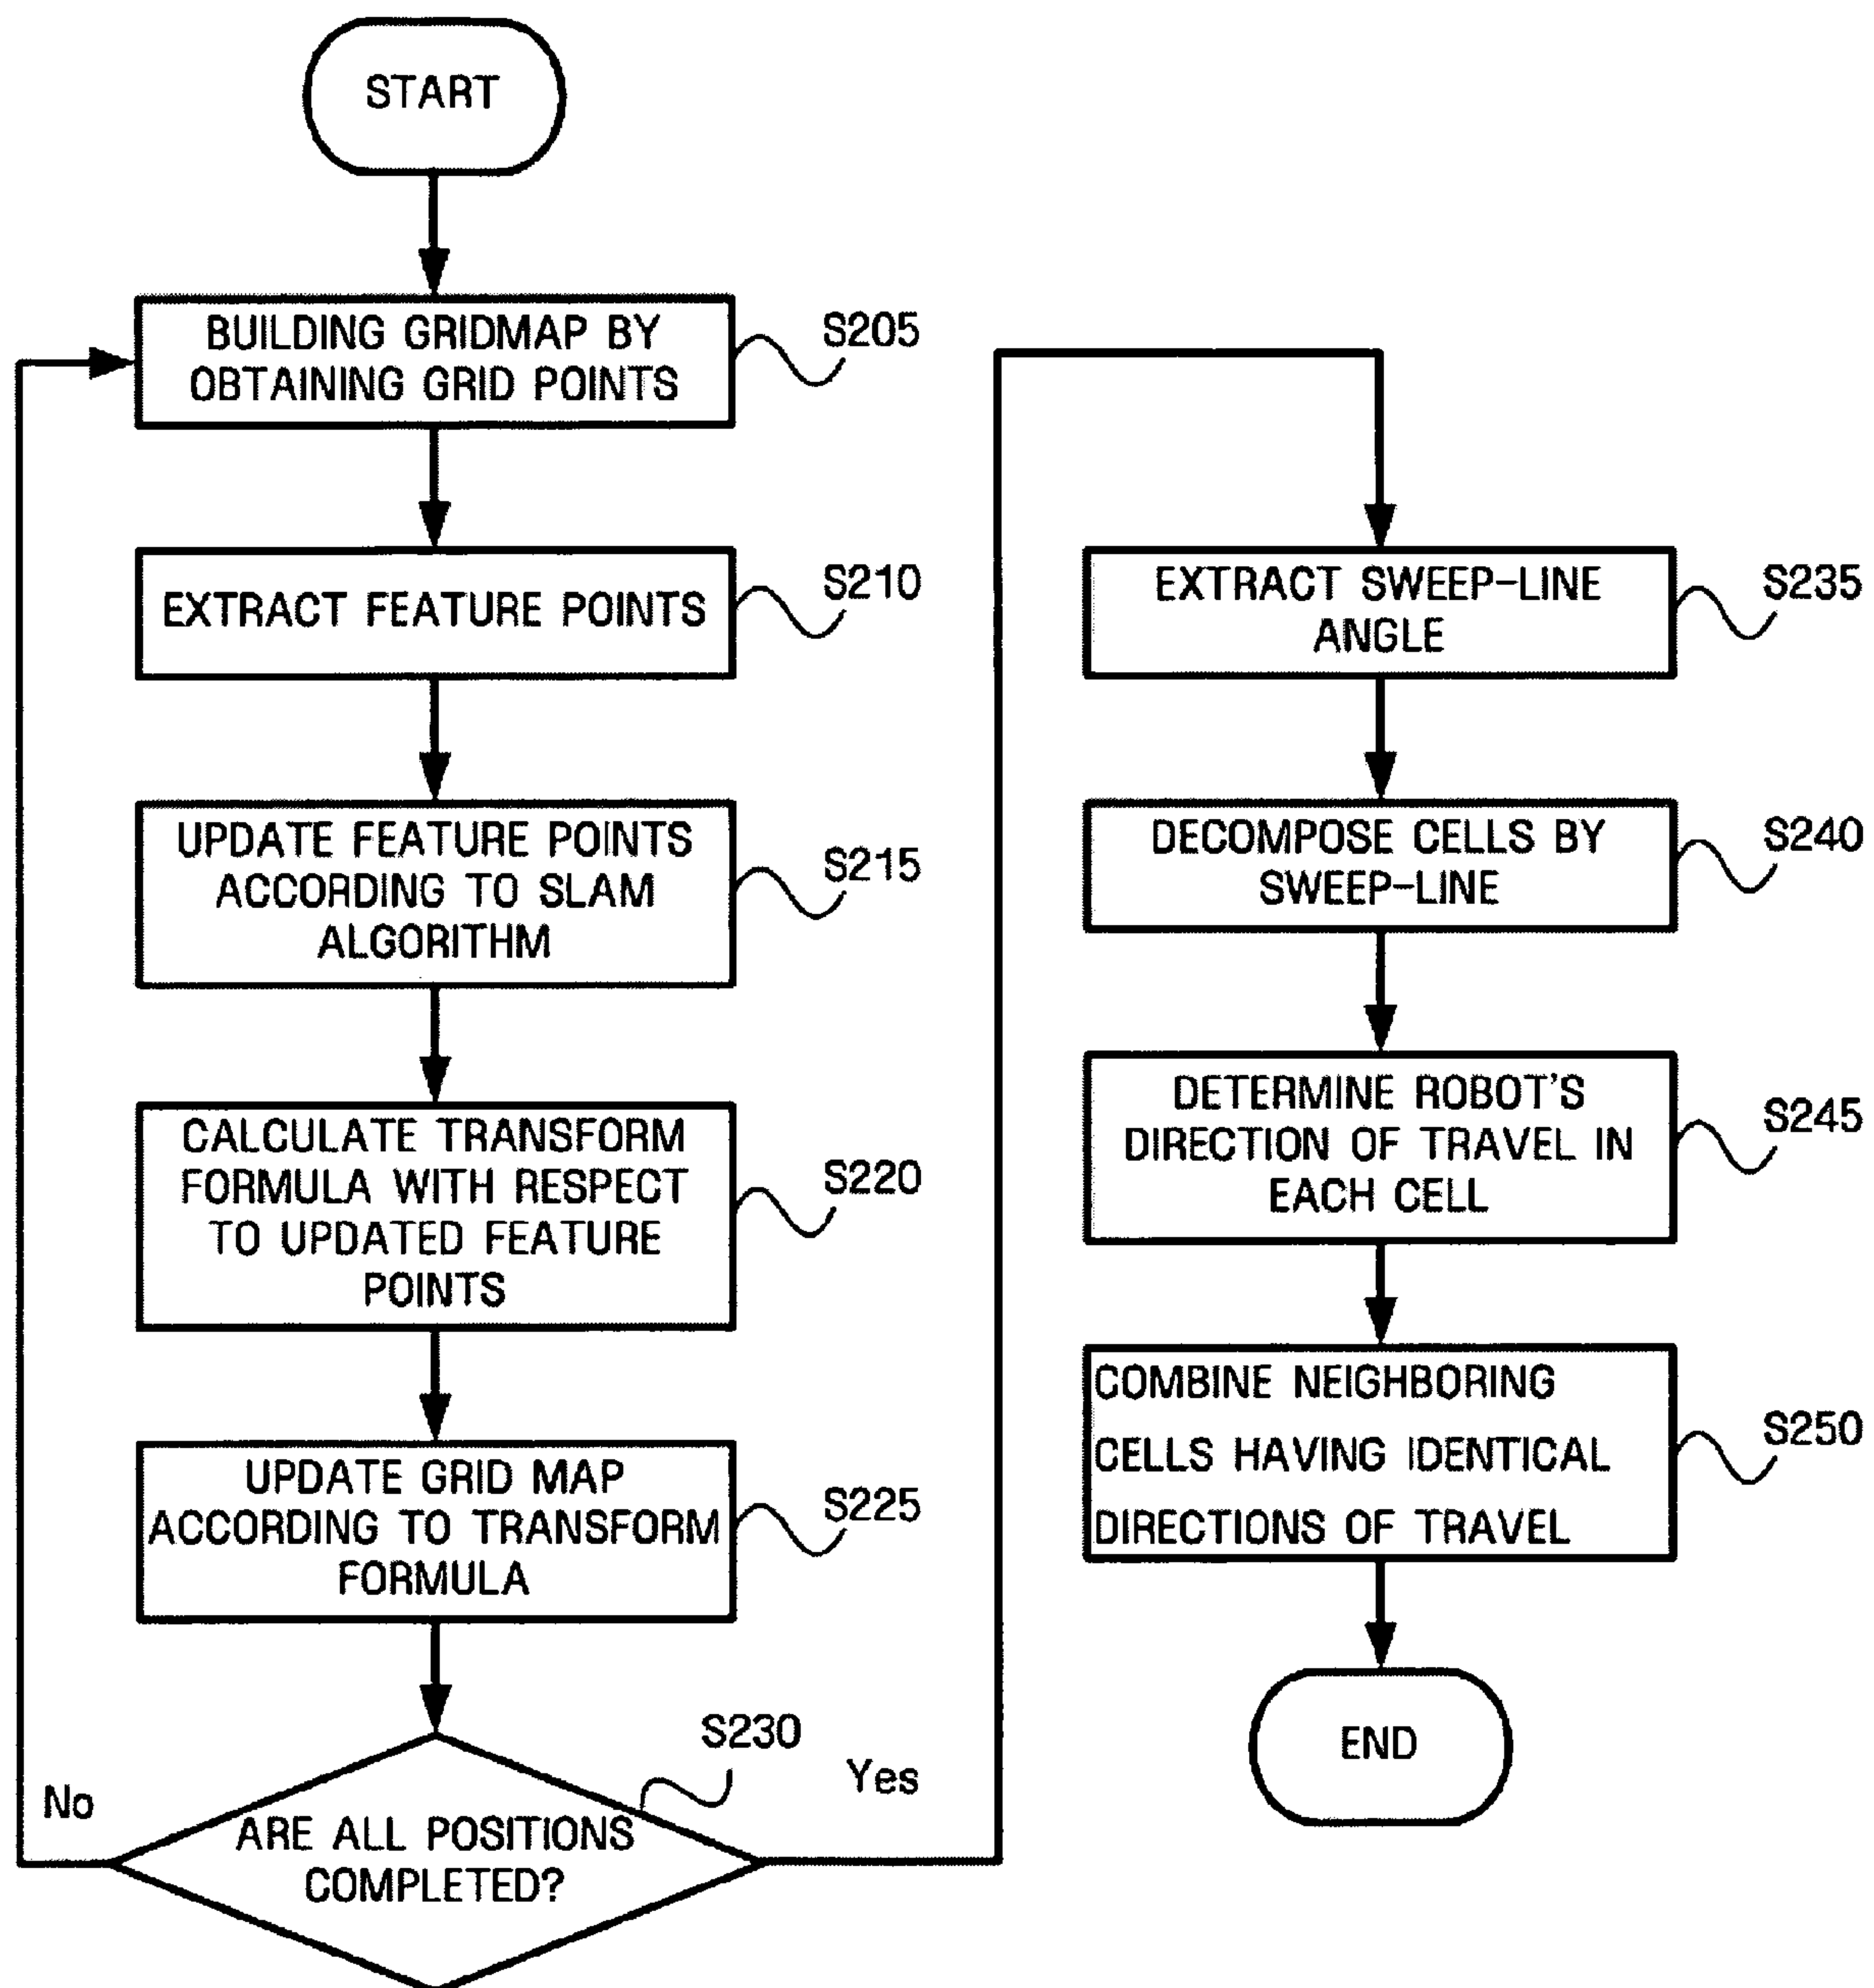 START
BUILDING GRIDMAP BY
OBTAINING GRID POINTS
S205
EXTRACT FEATURE POINTS
S210
UPDATE FEATURE POINTS
ACCORDING TO SLAM
ALGORITHM
S215
CALCULATE TRANSFORM
FORMULA WITH RESPECT
TO UPDATED FEATURE
POINTS
S220
UPDATE GRID MAP
ACCORDING TO TRANSFORM
FORMULA
S225
S230
No
Yes
ARE ALL POSITIONS
COMPLETED?
EXTRACT SWEEP-LINE
ANGLE
S235
DECOMPOSE CELLS BY
SWEEP-LINE
S240
DETERMINE ROBOT'S
DIRECTION OF TRAVEL IN
EACH CELL
S245
COMBINE NEIGHBORING
CELLS HAVING IDENTICAL
DIRECTIONS OF TRAVEL
S250
END